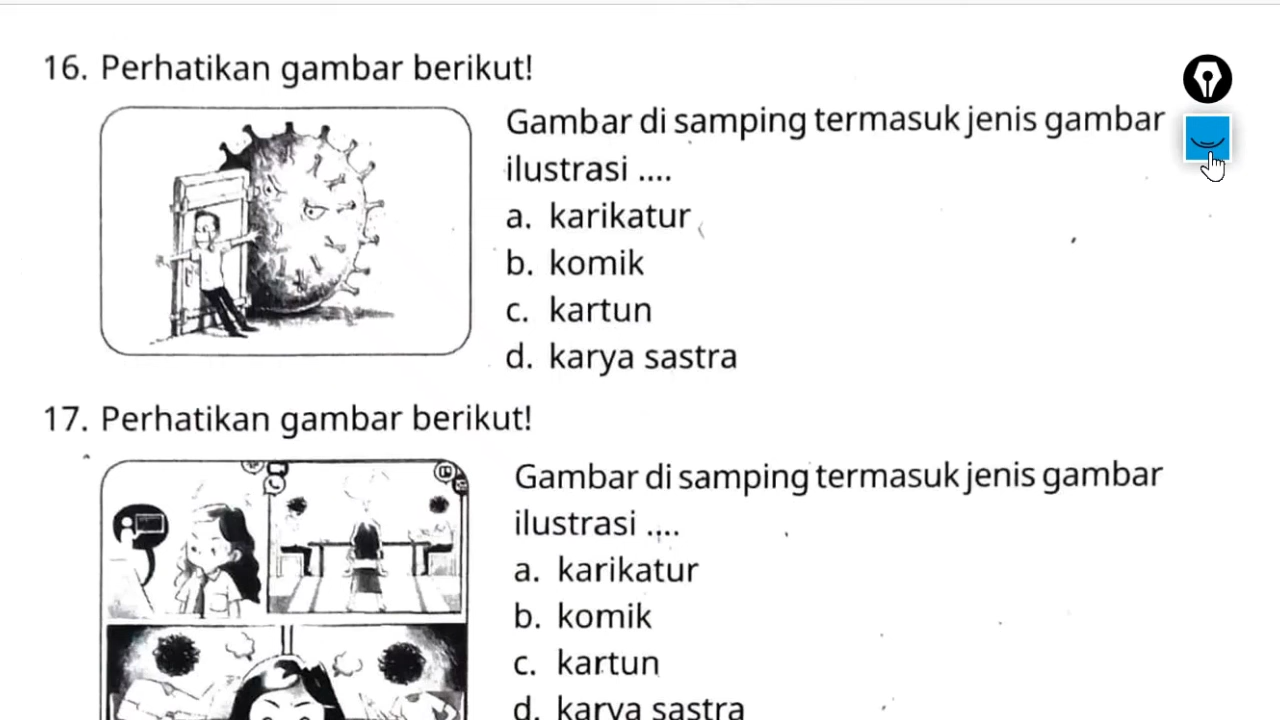 16. Perhatikan gambar berikut!
Gambar di samping termasuk jenis gambar
ilustrasi ....
a. karikatur
b. komik
c. kartun
d. karya sastra
17. Perhatikan gambar berikut!
Gambar di samping termasuk jenis gambar
ilustrasi ....
a. karikatur
b. komik
c. kartun
d. karya sastra